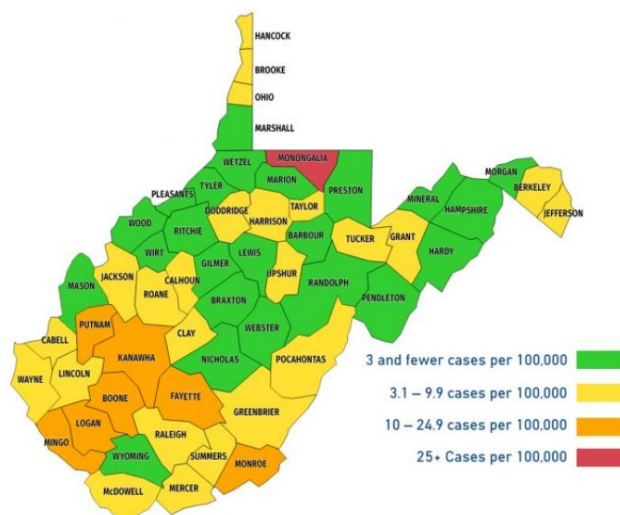 HANCOCK
BROOKE
OHIO
MARSHALL
WETZEL
MONONGALIA
TYLER
MARION
PRESTON
MORGAN
PLEASANTS
BERKELEY
DODDRIDGE
HARRISON
TAYLOR
MINERAL
HAMPSHIRE
JEFFERSON
WOOD
RITCHIE
BARBOUR
TUCKER
GRANT
WIRT
LEWIS
HARDY
GILMER
JACKSON
CALHOUN
UPSHUR
RANDOLPH
MASON
ROANE
BRAXTON
PENDLETON
PUTNAM
WEBSTER
CLAY
CABELL
KANAWHA
NICHOLAS
POCAHONTAS
3 and fewer cases per 100,000
LINCOLN
WAYNE
3.1 – 9.9 cases per 100,000
BOONE
FAYETTE
GREENBRIER
10 – 24.9 cases per 100,000
LOGAN
RALEIGH
MINGO
SUMMERS
WYOMING
25+ Cases per 100,000
MONROE
McDOWELL
MERCER